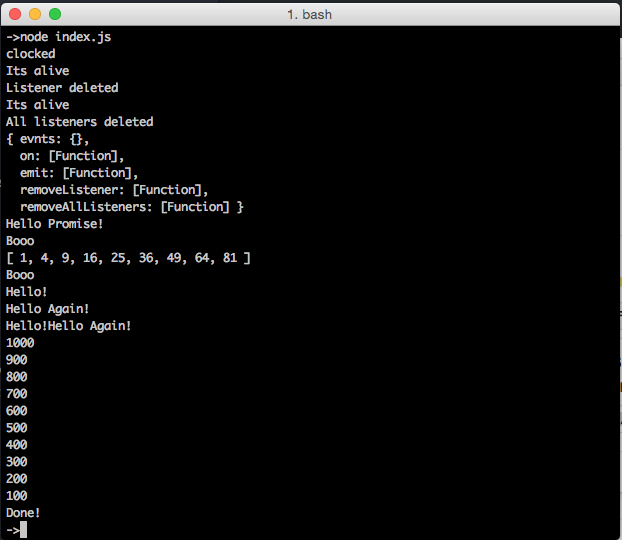 1. bash
->node index.js
clocked
Its alive
Listener deleted
Its alive
All listeners deleted
{ evnts: {},
  on: [Function],
  emit: [Function],
  removeListener: [Function],
  removeAllListeners: [Function] }
Hello Promise!
Booo
[ 1, 4, 9, 16, 25, 36, 49, 64, 81 ]
Booo
Hello!
Hello Again!
Hello!Hello Again!
1000
900
800
700
600
500
400
300
200
100
Done!
->